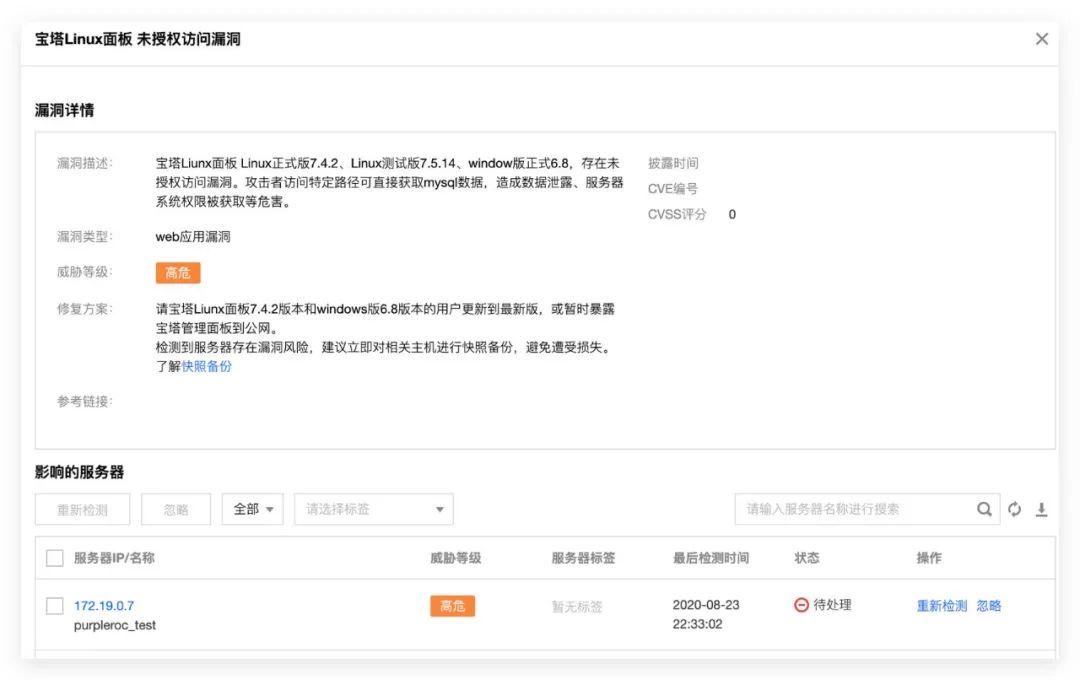 宝塔Linux面板 未授权访问漏洞
漏洞详情
漏洞描述: 宝塔Liunx面板 Linux正式版7.4.2、Linux测试版7.5.14、window版正式6.8，存在未
授权访问漏洞。攻击者访问特定路径可直接获取mysql数据，造成数据泄露、服务器
系统权限被获取等危害。
披露时间
CVE编号
CVSS评分 0
漏洞类型: web应用漏洞
威胁等级: 高危
修复方案: 请宝塔Liunx面板7.4.2版本和windows版6.8版本的用户更新到最新版，或暂时暴露
宝塔管理面板到公网。
检测到服务器存在漏洞风险，建议立即对相关主机进行快照备份，避免遭受损失。
了解快照备份
参考链接:
影响的服务器
重新检测 忽略 全部 请选择标签 请输入服务器名称进行搜索
服务器IP/名称 威胁等级 服务器标签 最后检测时间 状态 操作
172.19.0.7 高危 暂无标签 2020-08-23 待处理 重新检测 忽略
purpleroc_test 22:33:02